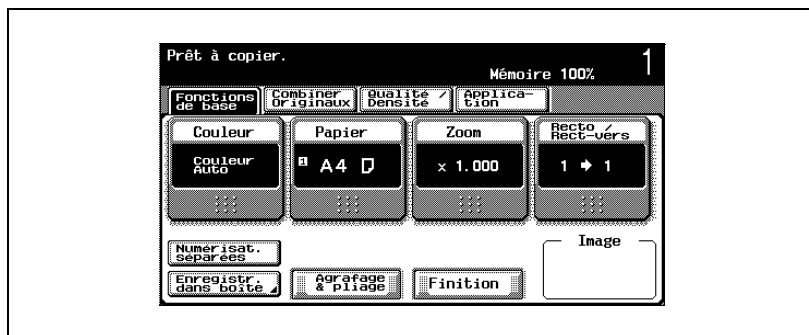 Prêt à copier.
Mémoire 100%
1
Fonctions
de base
Combiner
Originaux
Qualité /
Densité
Applica-
tion
Couleur
Papier
Zoom
Recto /
Rect-vers
Couleur
Auto
1 A4
× 1.000
1 → 1
Numérisat.
séparées
Image
Enregistr.
dans boîte
Agrafage
& pliage
Finition